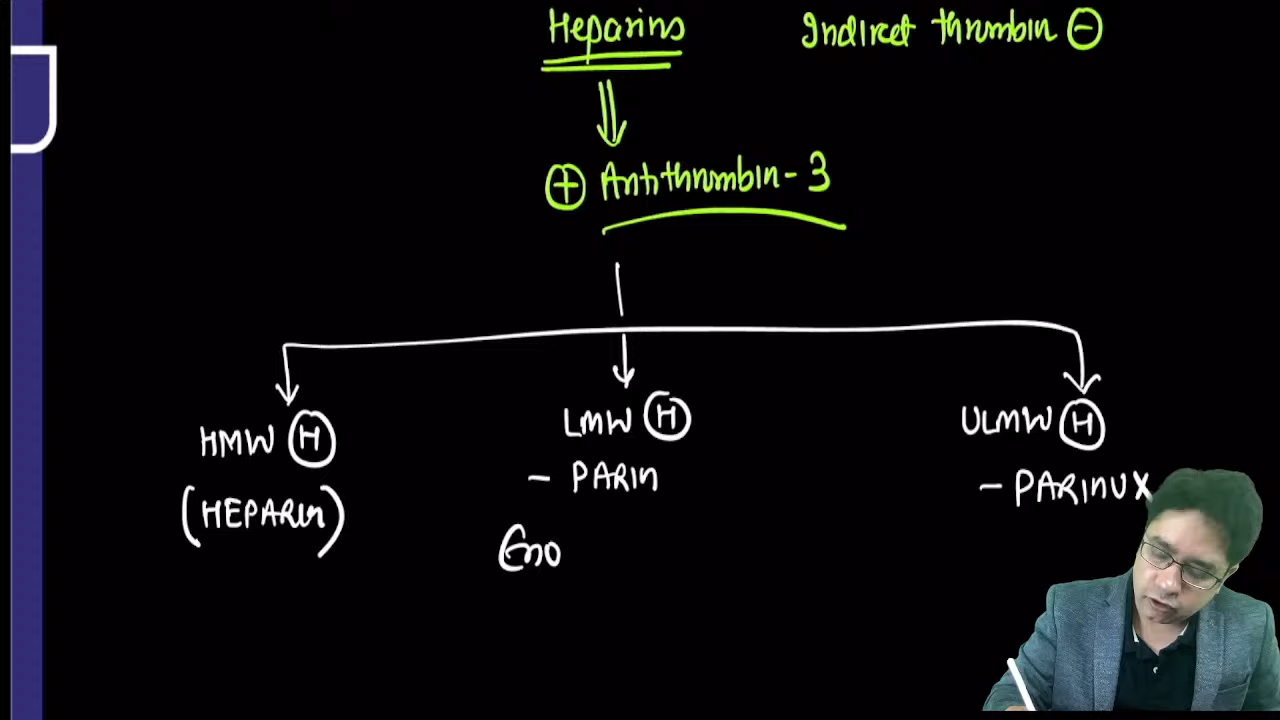 Heparins Indirect thrombin ⊖
⊕ Antithrombin-3
HMW Ⓗ LMW Ⓗ ULMW Ⓗ
(HEPARIN) - PARIN - PARINUX
(Eno